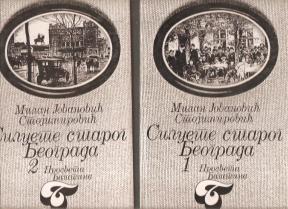 Милан Јовановић
Стојимировић
Силуете старог
Београда
2 Просвета
Баштина
Милан Јовановић
Стојимировић
Силуете старог
Београда
1 Просвета
Баштина